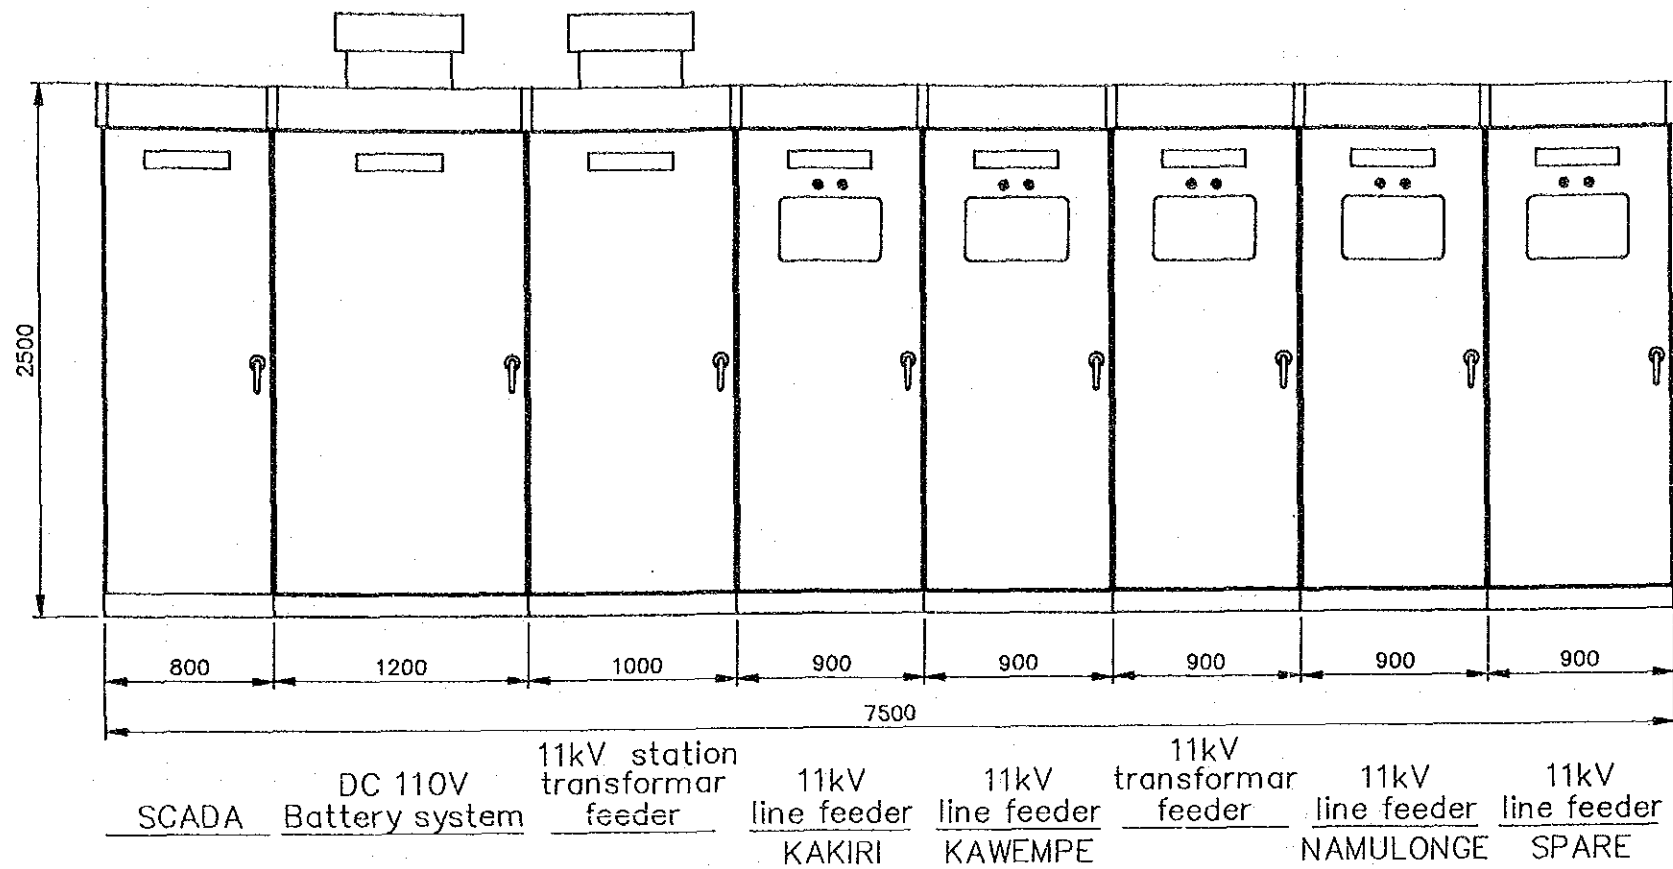 2500
800
1200
1000
900
900
900
900
900
7500
SCADA
DC 110V
Battery system
11kV station
transformar
feeder
11kV
line feeder
KAKIRI
11kV
line feeder
KAWEMPE
11kV
transformar
feeder
11kV
line feeder
NAMULONGE
11kV
line feeder
SPARE